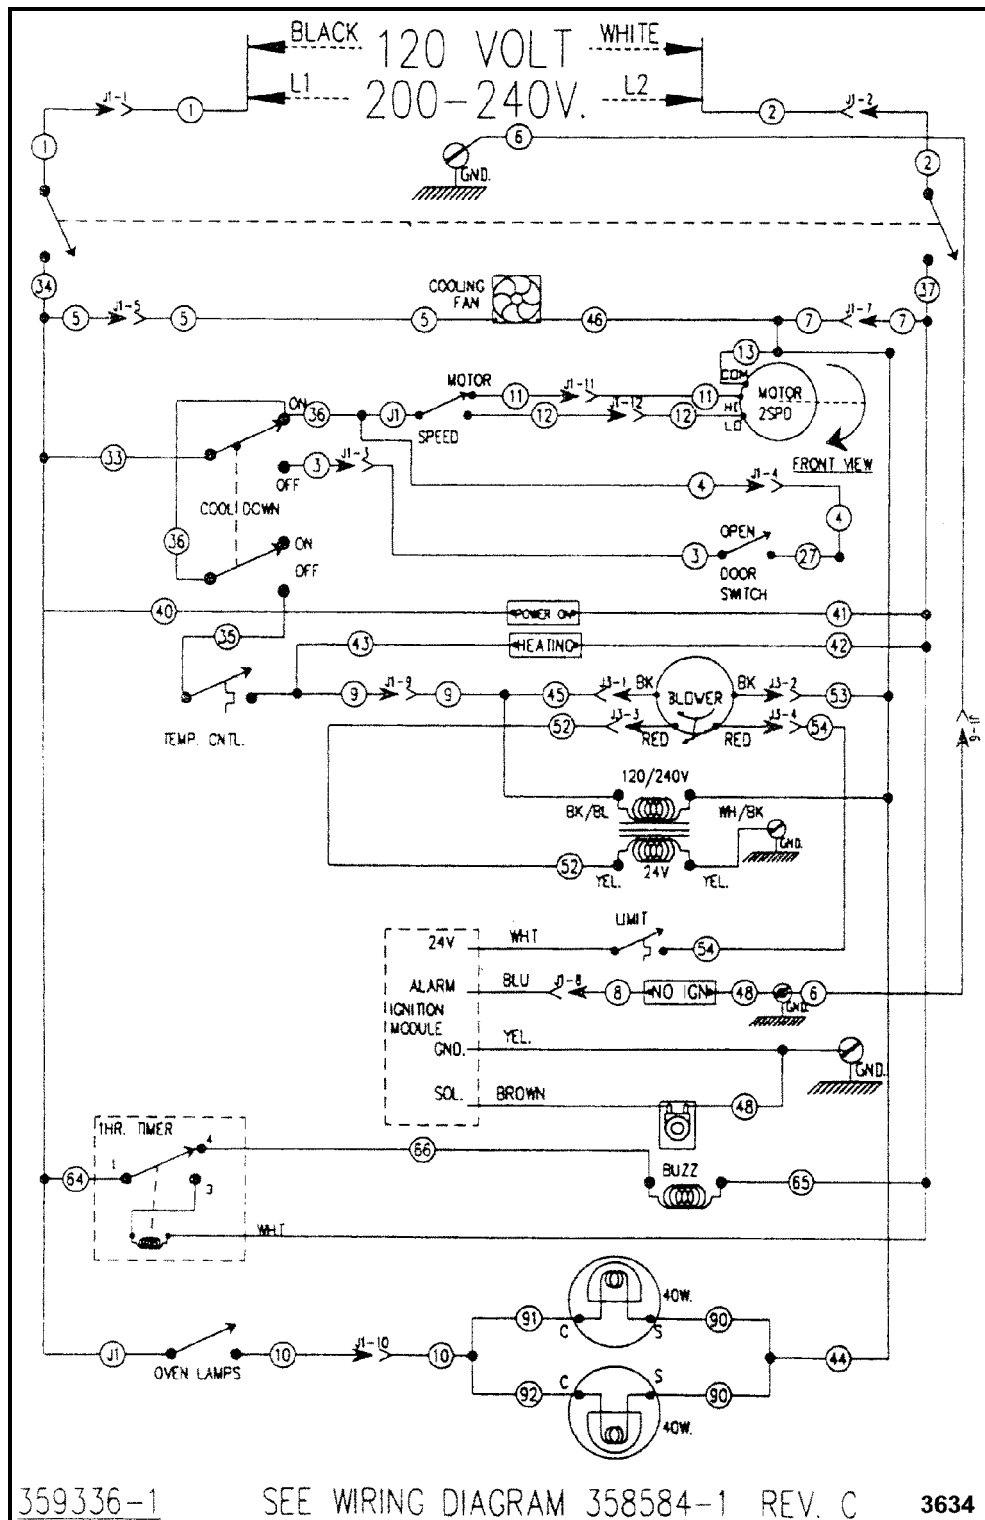 BLACK 120 VOLT WHITE
L1 200-240V. L2
J1-1 1 2 J1-2
6
1 GND. 2
34 COOLING FAN 37
5 J1-5 5 5 46 7 J1-7 7
13
COM
MOTOR 11 J1-11 11 MOTOR
ON 36 J1 12 J1-12 12 HI 2SPD
SPEED LO
33 3 J1-3 FRONT VIEW
OFF 4 J1-4
COOL DOWN 4
36 ON OPEN
3 27
OFF DOOR
SWITCH
40 POWER ON 41
35 43 HEATING 42
9 J1-9 9 45 J3-1 BK BLOWER BK J3-2 53
52 J3-3 RED RED J3-4 54
TEMP. CNTL. J1-6
120/240V
BK/BL WH/BK
GND.
52 YEL. 24V YEL.
LIMIT
24V WHT 54
ALARM BLU J1-8 8 NO IGN 48 6
IGNITION GND.
MODULE
GND. YEL. GND.
SOL. BROWN 48
1HR. TIMER
4 66
1 BUZZ
64 3 65
WHT
40W.
91 C S 90
J1 10 J1-10 10 44
OVEN LAMPS
92 C S 90
40W.
359336-1 SEE WIRING DIAGRAM 358584-1 REV. C 3634